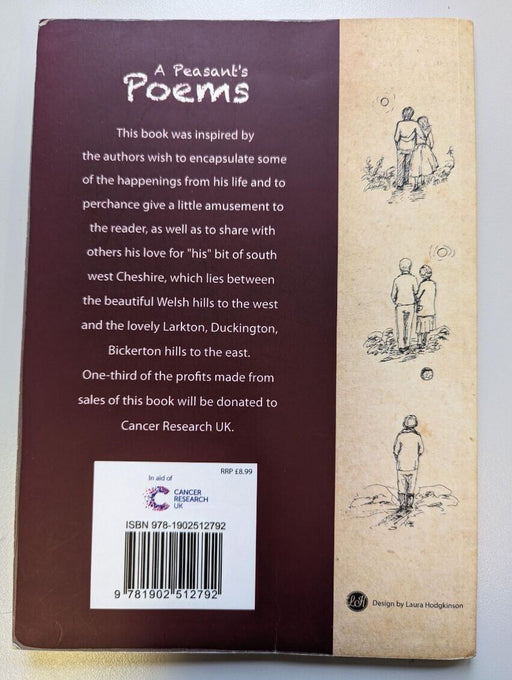 A Peasant's
Poems
This book was inspired by
the authors wish to encapsulate some
of the happenings from his life and to
perchance give a little amusement to
the reader, as well as to share with
others his love for "his" bit of south
west Cheshire, which lies between
the beautiful Welsh hills to the west
and the lovely Larkton, Duckington,
Bickerton hills to the east.
One-third of the profits made from
sales of this book will be donated to
Cancer Research UK.
RRP £8.99
In aid of
CANCER
RESEARCH
UK
ISBN 978-1902512792
9 781902 512792
LH Design by Laura Hodgkinson